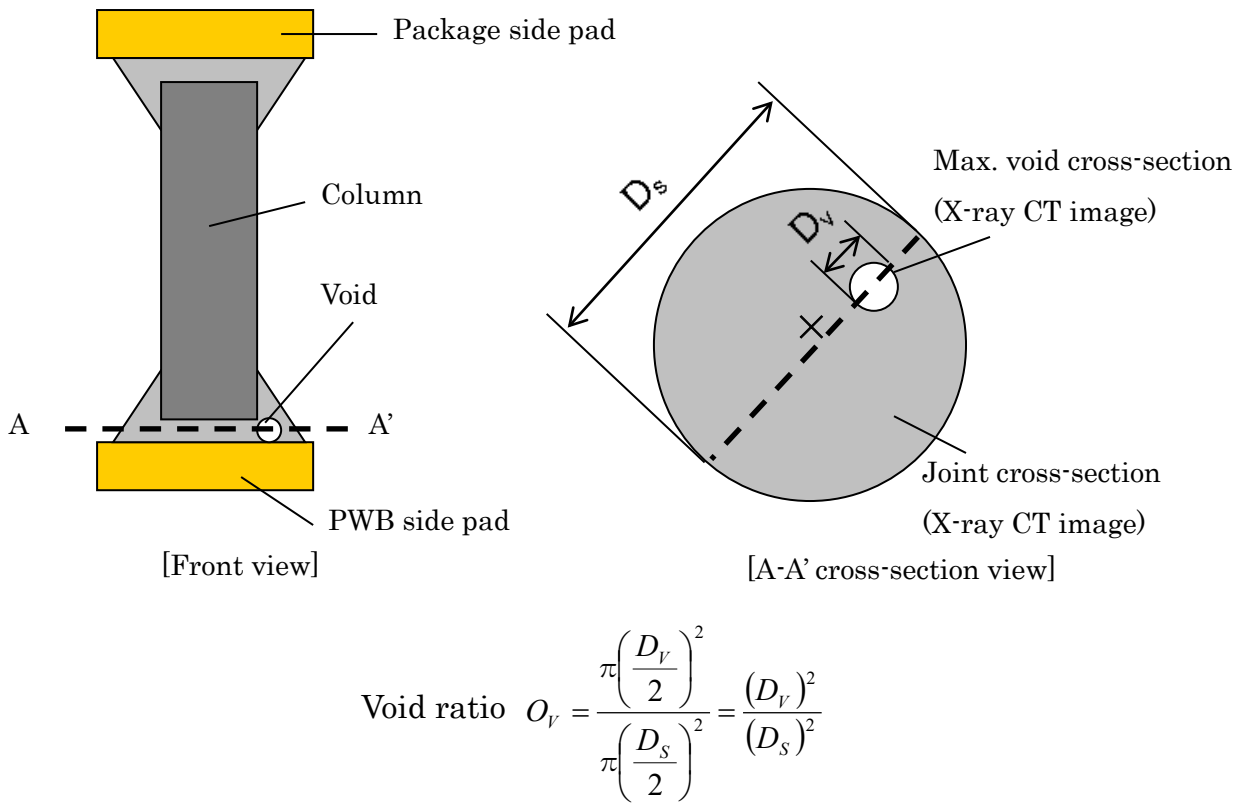 Package side pad
Column
Void
A
A’
PWB side pad
[Front view]
Dₛ
Dᵥ
Max. void cross-section
(X-ray CT image)
Joint cross-section
(X-ray CT image)
[A-A’ cross-section view]
Void ratio O_V = π(D_V/2)² / π(D_S/2)² = (D_V)² / (D_S)²